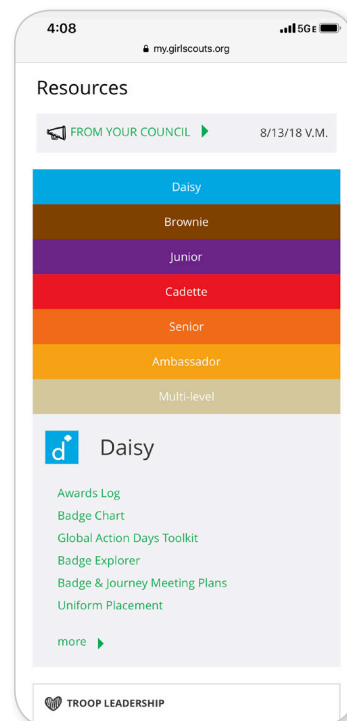 4:08
5GE
my.girlscouts.org
Resources
FROM YOUR COUNCIL
8/13/18 V.M.
Daisy
Brownie
Junior
Cadette
Senior
Ambassador
Multi-level
d
Daisy
Awards Log
Badge Chart
Global Action Days Toolkit
Badge Explorer
Badge & Journey Meeting Plans
Uniform Placement
more
TROOP LEADERSHIP